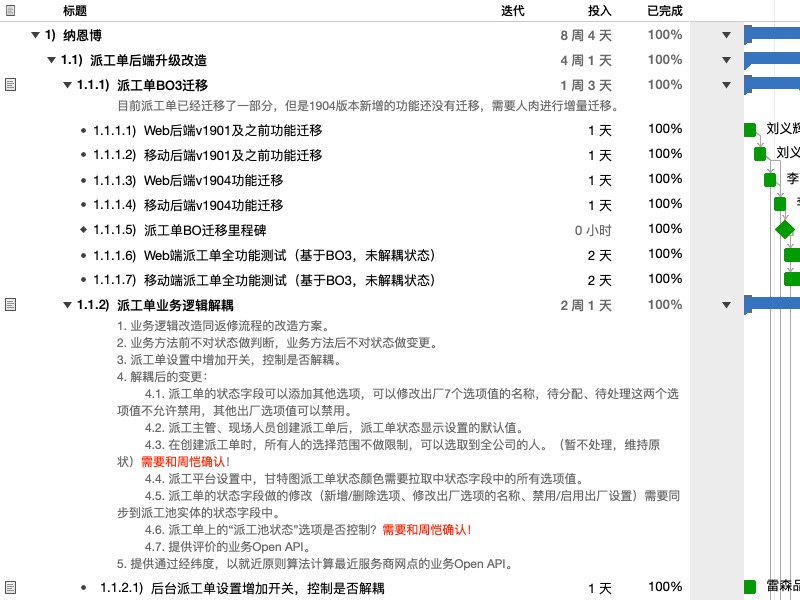 标题 迭代 投入 已完成
1) 纳恩博 8 周 4 天 100%
1.1) 派工单后端升级改造 4 周 1 天 100%
1.1.1) 派工单BO3迁移 1 周 3 天 100%
目前派工单已经迁移了一部分，但是1904版本新增的功能还没有迁移，需要人肉进行增量迁移。
1.1.1.1) Web后端v1901及之前功能迁移 1 天 100% 刘义辉
1.1.1.2) 移动后端v1901及之前功能迁移 1 天 100% 刘义
1.1.1.3) Web后端v1904功能迁移 1 天 100% 李
1.1.1.4) 移动后端v1904功能迁移 1 天 100%
1.1.1.5) 派工单BO迁移里程碑 0 小时 100%
1.1.1.6) Web端派工单全功能测试（基于BO3，未解耦状态） 2 天 100%
1.1.1.7) 移动端派工单全功能测试（基于BO3，未解耦状态） 2 天 100%
1.1.2) 派工单业务逻辑解耦 2 周 1 天 100%
1. 业务逻辑改造同返修流程的改造方案。
2. 业务方法前不对状态做判断，业务方法后不对状态做变更。
3. 派工单设置中增加开关，控制是否解耦。
4. 解耦后的变更：
4.1. 派工单的状态字段可以添加其他选项，可以修改出厂7个选项值的名称，待分配、待处理这两个选
项值不允许禁用，其他出厂选项值可以禁用。
4.2. 派工主管、现场人员创建派工单后，派工单状态显示设置的默认值。
4.3. 在创建派工单时，所有人的选择范围不做限制，可以选取到全公司的人。（暂不处理，维持原
状）需要和周恺确认！
4.4. 派工平台设置中，甘特图派工单状态颜色需要拉取中状态字段中的所有选项值。
4.5. 派工单的状态字段做的修改（新增/删除选项、修改出厂选项的名称、禁用/启用出厂设置）需要同
步到派工池实体的状态字段中。
4.6. 派工单上的“派工池状态”选项是否控制？需要和周恺确认！
4.7. 提供评价的业务Open API。
5. 提供通过经纬度，以就近原则算法计算最近服务商网点的业务Open API。
1.1.2.1) 后台派工单设置增加开关，控制是否解耦 1 天 100% 雷森品